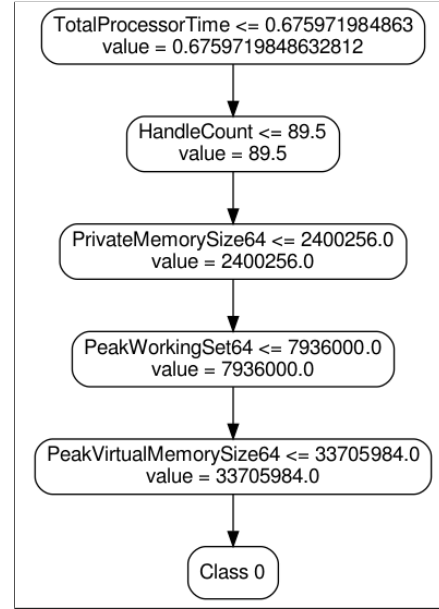 TotalProcessorTime <= 0.675971984863
value = 0.6759719848632812
HandleCount <= 89.5
value = 89.5
PrivateMemorySize64 <= 2400256.0
value = 2400256.0
PeakWorkingSet64 <= 7936000.0
value = 7936000.0
PeakVirtualMemorySize64 <= 33705984.0
value = 33705984.0
Class 0